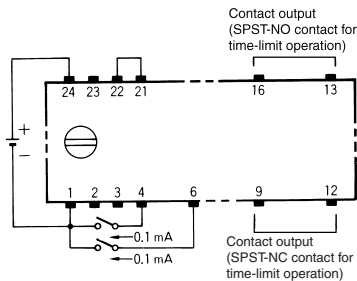 Contact output
(SPST-NO contact for
time-limit operation)
24 23 22 21 16 13
+
−
1 2 3 4 6 9 12
0.1 mA
0.1 mA
Contact output
(SPST-NC contact for
time-limit operation)